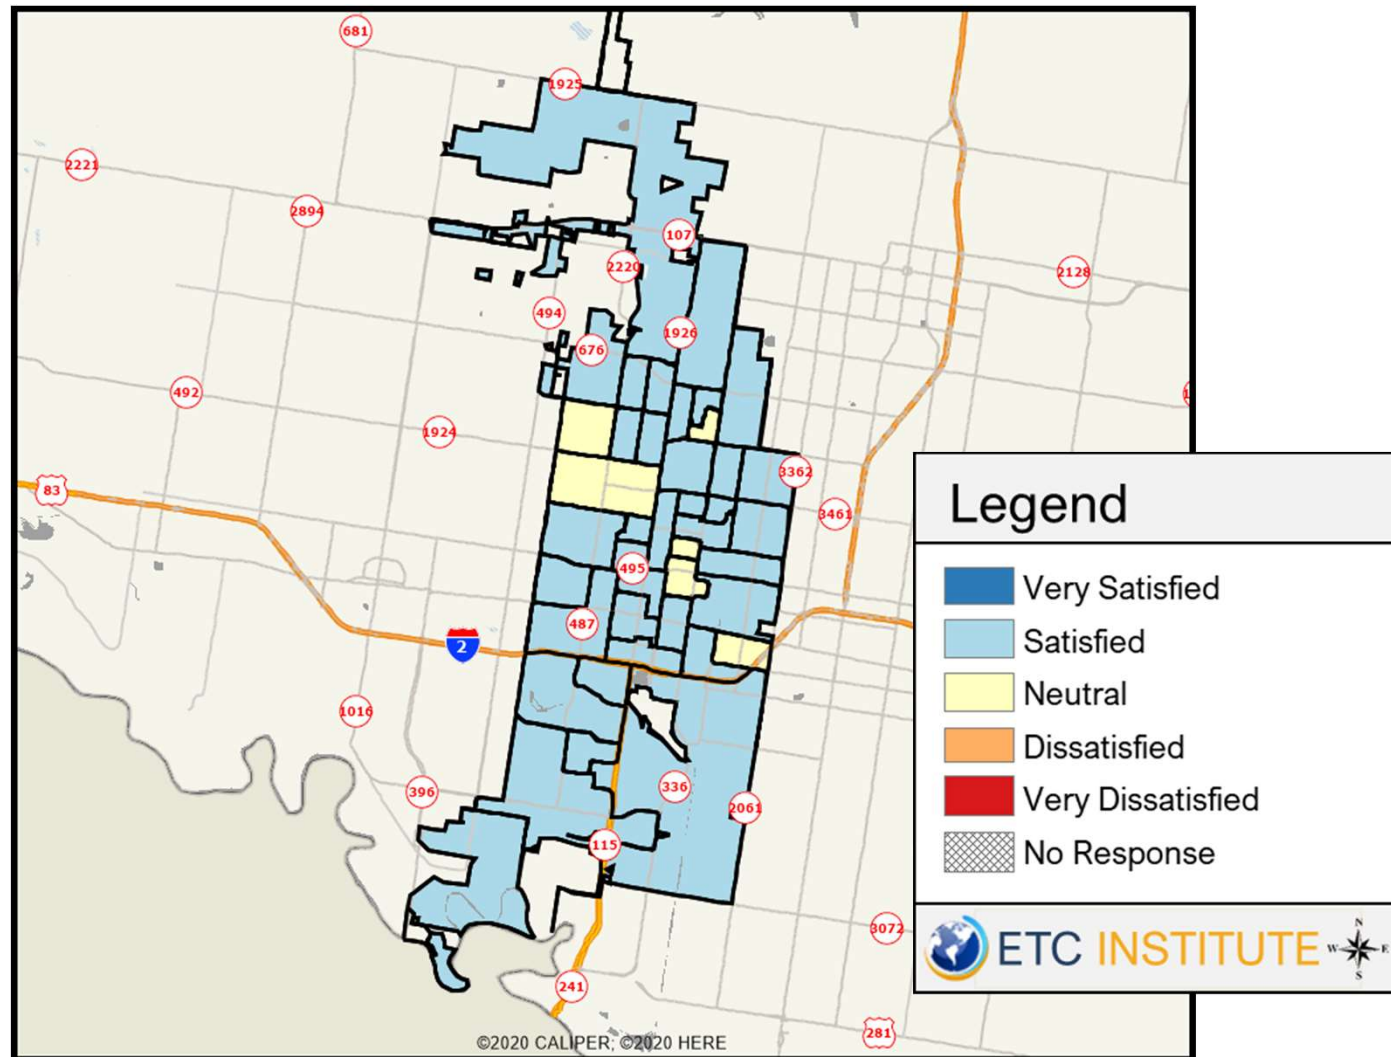 681
1925
2221
2894
107
2220
2128
494
1926
676
492
1924
3362
83
3461
495
487
2
1016
396
336
2061
115
3072
241
281
©2020 CALIPER; ©2020 HERE
Legend
Very Satisfied
Satisfied
Neutral
Dissatisfied
Very Dissatisfied
No Response
ETC INSTITUTE
N
W E
S